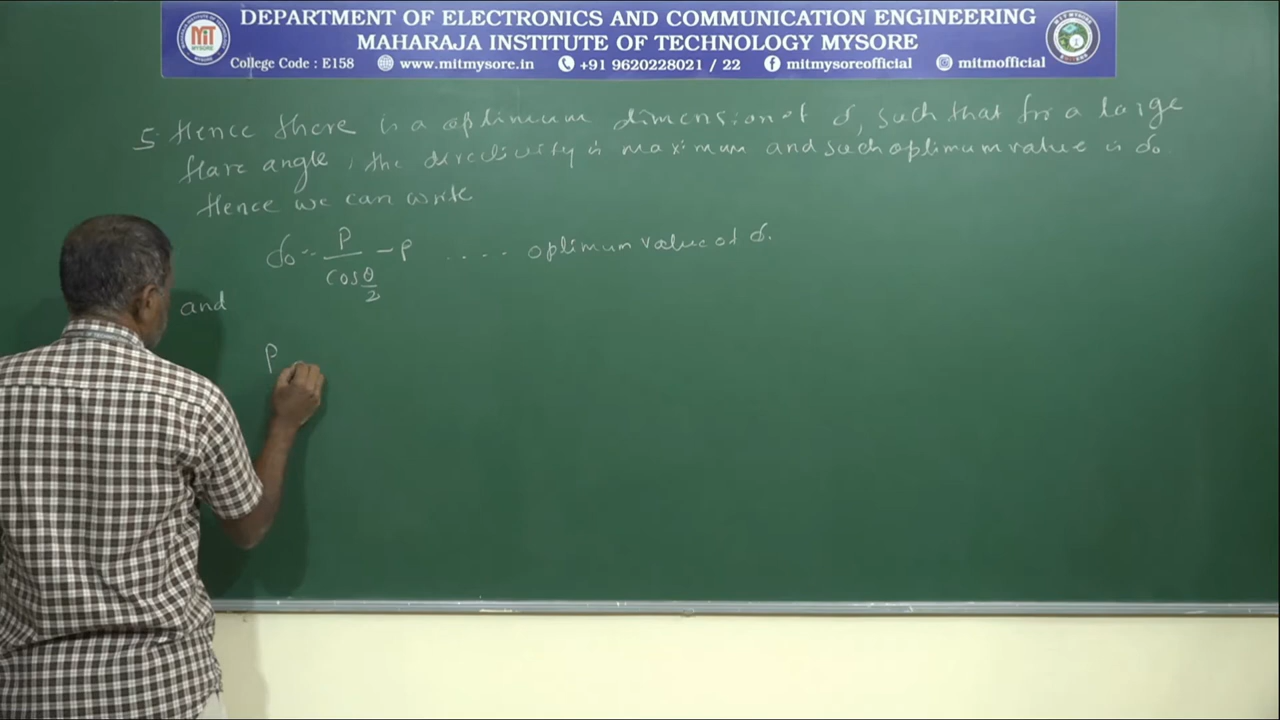 DEPARTMENT OF ELECTRONICS AND COMMUNICATION ENGINEERING
MAHARAJA INSTITUTE OF TECHNOLOGY MYSORE
College Code : E158 www.mitmysore.in +91 9620228021 / 22 mitmysoreofficial mitmofficial
MIT
MYSORE
5. Hence there is a optimum dimension of δ, such that for a large
flare angle, the directivity is maximum and such optimum value is δo
Hence we can write
δo = P / cos θ/2 - P .... optimum value of δ.
and
P